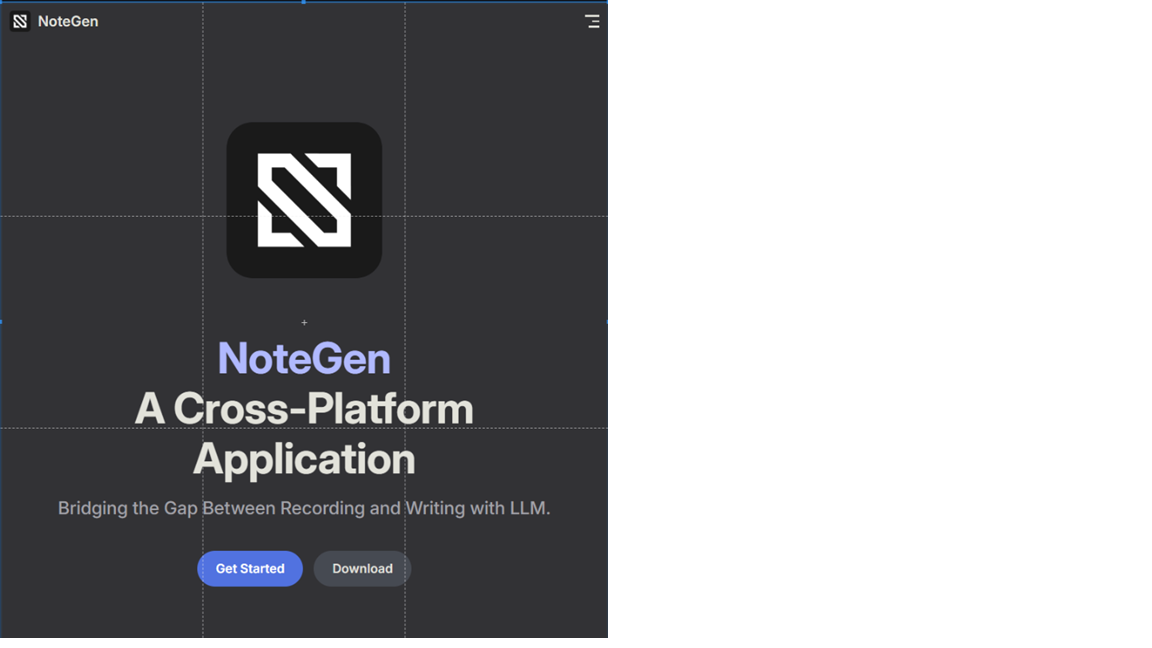 NoteGen
NoteGen
A Cross-Platform
Application
Bridging the Gap Between Recording and Writing with LLM.
Get Started
Download